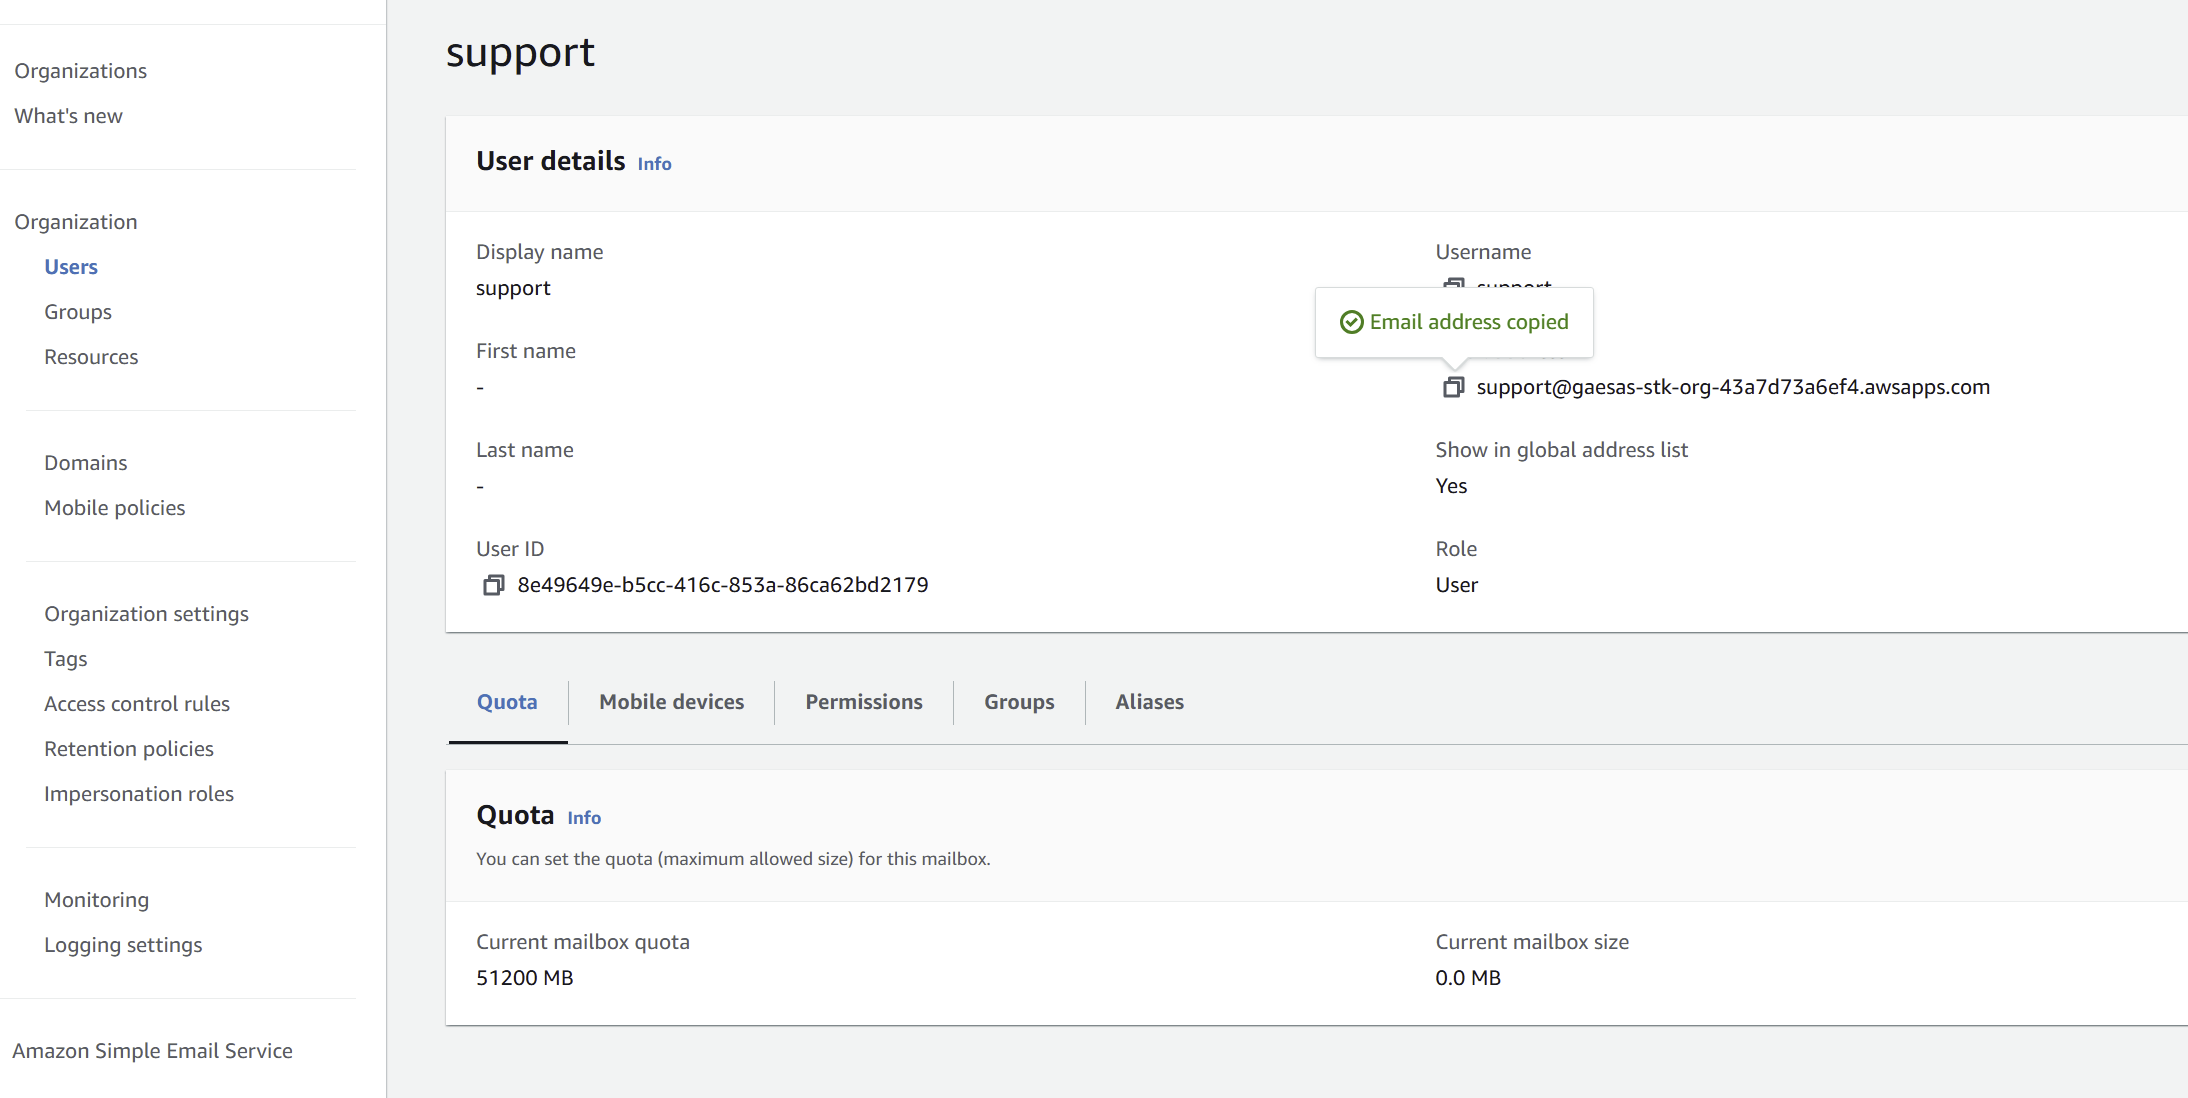 Organizations
What's new
Organization
Users
Groups
Resources
Domains
Mobile policies
Organization settings
Tags
Access control rules
Retention policies
Impersonation roles
Monitoring
Logging settings
Amazon Simple Email Service
support
User details Info
Display name
support
Username
support
Email address copied
First name
-
support@gaesas-stk-org-43a7d73a6ef4.awsapps.com
Last name
-
Show in global address list
Yes
User ID
8e49649e-b5cc-416c-853a-86ca62bd2179
Role
User
Quota Mobile devices Permissions Groups Aliases
Quota Info
You can set the quota (maximum allowed size) for this mailbox.
Current mailbox quota
51200 MB
Current mailbox size
0.0 MB